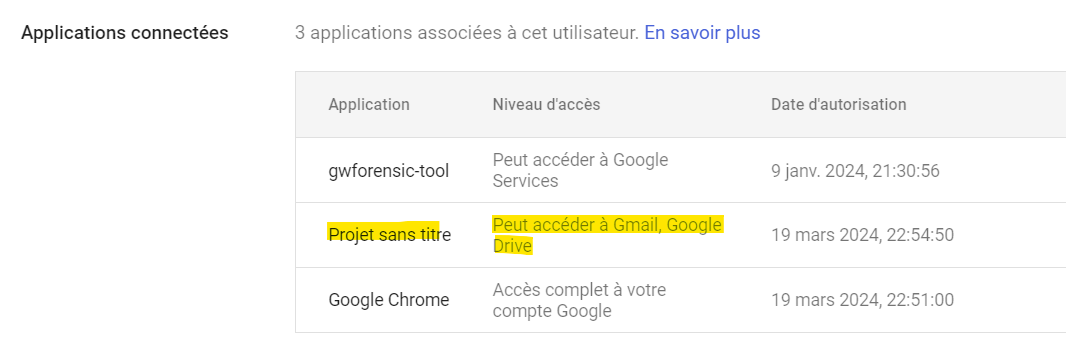 Applications connectées
3 applications associées à cet utilisateur. En savoir plus
Application Niveau d'accès Date d'autorisation
gwforensic-tool
Peut accéder à Google
Services
9 janv. 2024, 21:30:56
Projet sans titre
Peut accéder à Gmail, Google
Drive
19 mars 2024, 22:54:50
Google Chrome
Accès complet à votre
compte Google
19 mars 2024, 22:51:00